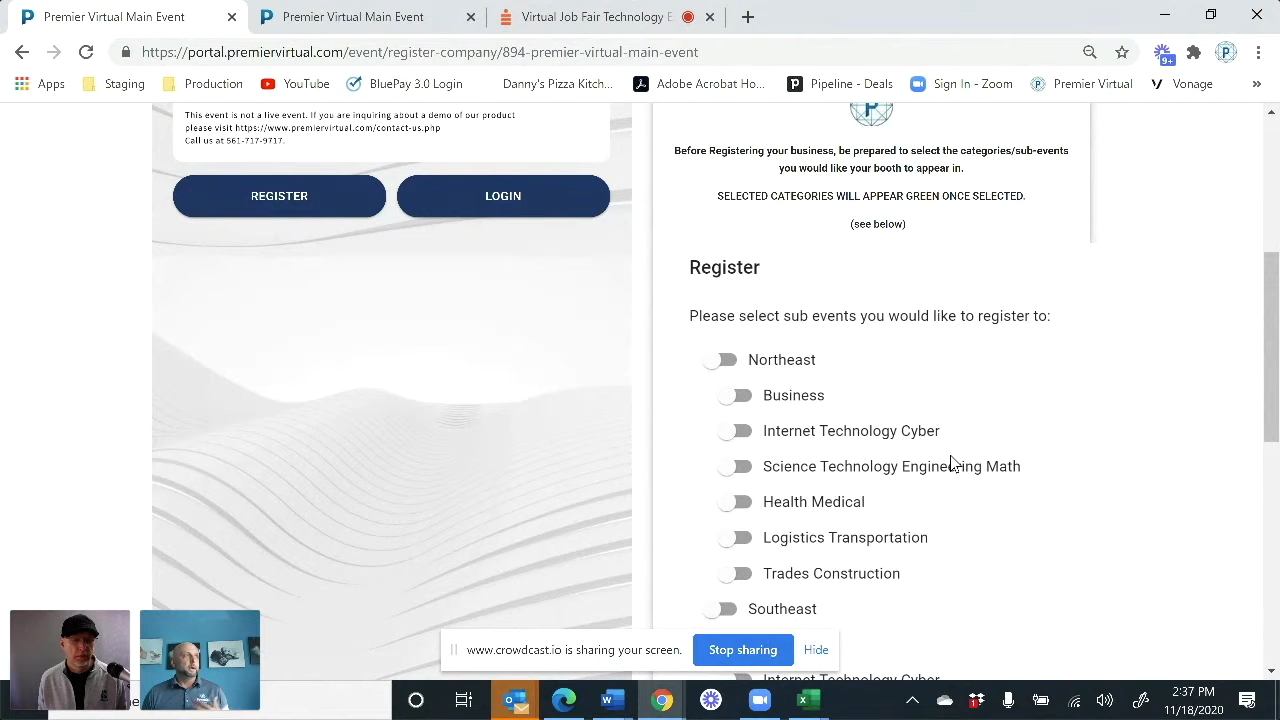 Premier Virtual Main Event
Premier Virtual Main Event
Virtual Job Fair Technology,
https://portal.premiervirtual.com/event/register-company/894-premier-virtual-main-event
9+
P
Apps
Staging
Production
YouTube
BluePay 3.0 Login
Danny's Pizza Kitch...
Adobe Acrobat Ho...
Pipeline - Deals
Sign In - Zoom
Premier Virtual
Vonage
»
This event is not a live event. If you are inquiring about a demo of our product
please visit https://www.premiervirtual.com/contact-us.php
Call us at 561-717-9717.
REGISTER
LOGIN
P
Before Registering your business, be prepared to select the categories/sub-events
you would like your booth to appear in.
SELECTED CATEGORIES WILL APPEAR GREEN ONCE SELECTED.
(see below)
Register
Please select sub events you would like to register to:
Northeast
Business
Internet Technology Cyber
Science Technology Engineering Math
Health Medical
Logistics Transportation
Trades Construction
Southeast
Internet Technology Cyber
www.crowdcast.io is sharing your screen.
Stop sharing
Hide
2:37 PM
11/18/2020